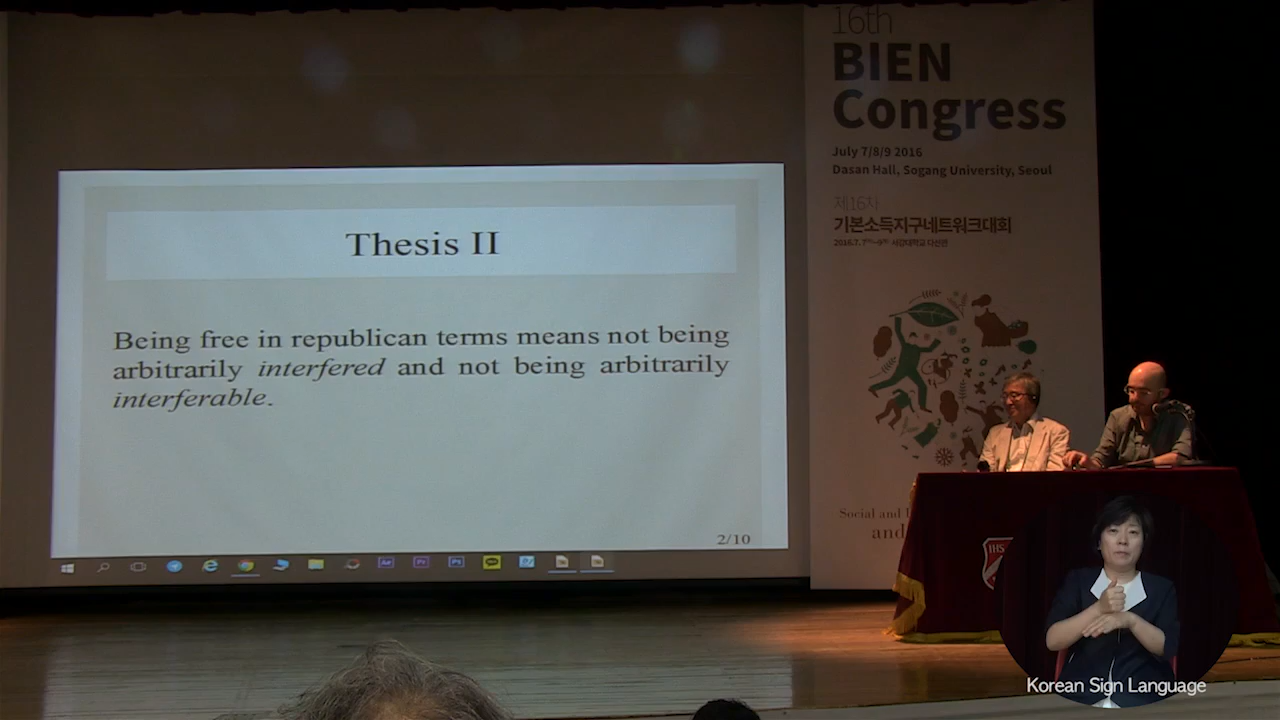 Thesis II
Being free in republican terms means not being
arbitrarily interfered and not being arbitrarily
interferable.
2/10
16th
BIEN
Congress
July 7/8/9 2016
Dasan Hall, Sogang University, Seoul
제16차
기본소득지구네트워크대회
Social and
and
IHS
Korean Sign Language